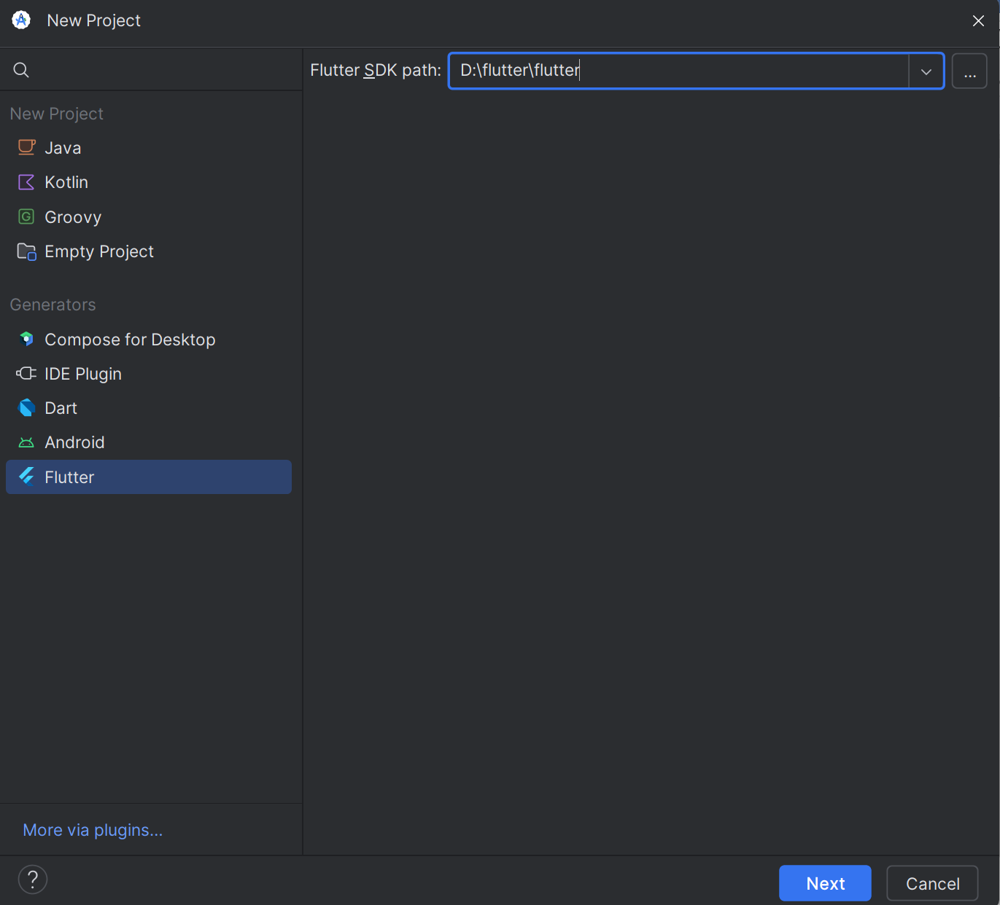 New Project
Flutter SDK path: D:\flutter\flutter ...
New Project
Java
Kotlin
G Groovy
Empty Project
Generators
Compose for Desktop
IDE Plugin
Dart
Android
Flutter
More via plugins...
? Next Cancel